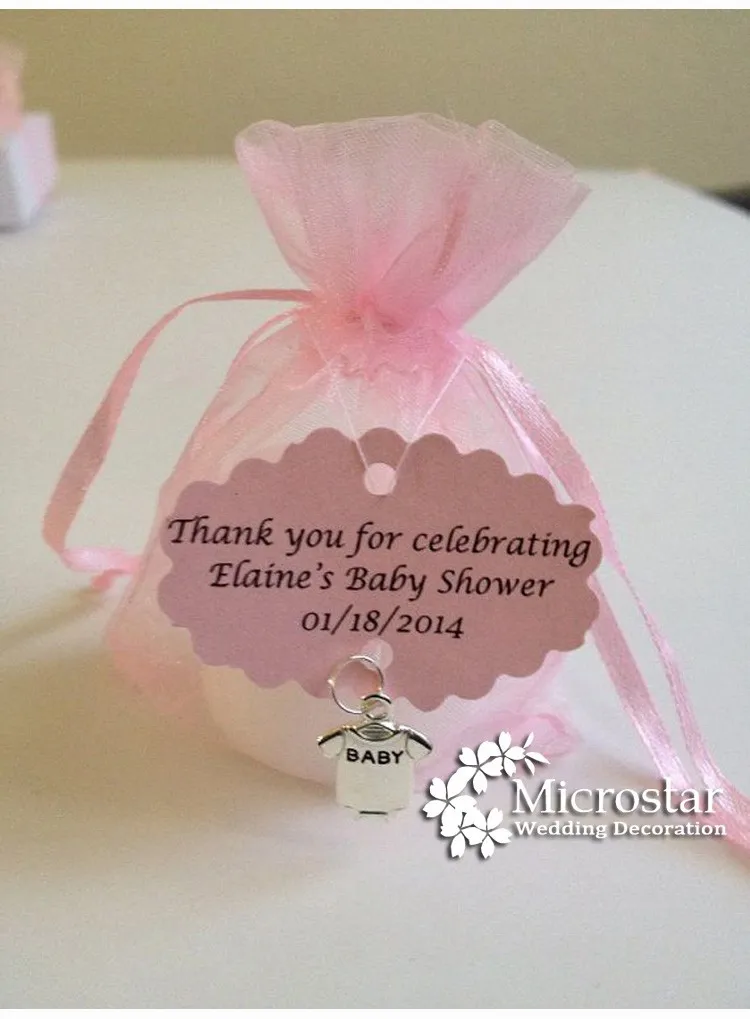 Thank you for celebrating
Elaine's Baby Shower
01/18/2014
BABY
Microstar
Wedding Decoration